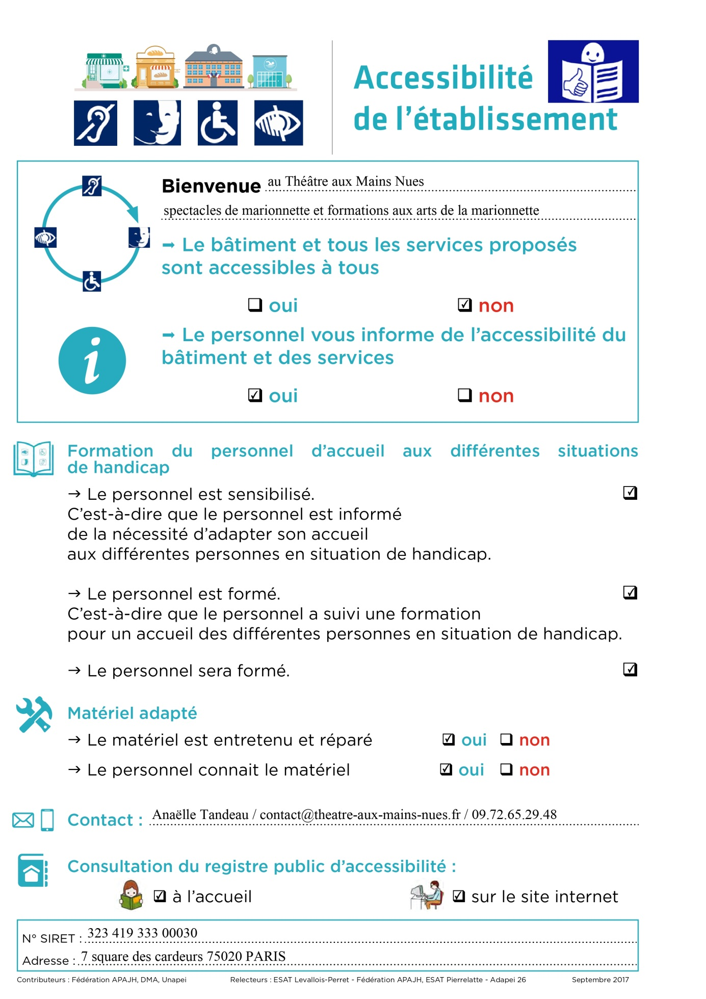 Accessibilité
de l’établissement
Bienvenue au Théâtre aux Mains Nues
spectacles de marionnette et formations aux arts de la marionnette
➞ Le bâtiment et tous les services proposés
sont accessibles à tous
☐ oui ☑ non
➞ Le personnel vous informe de l’accessibilité du
bâtiment et des services
☑ oui ☐ non
Formation du personnel d’accueil aux différentes situations
de handicap
→ Le personnel est sensibilisé. ☑
C’est-à-dire que le personnel est informé
de la nécessité d’adapter son accueil
aux différentes personnes en situation de handicap.
→ Le personnel est formé. ☑
C’est-à-dire que le personnel a suivi une formation
pour un accueil des différentes personnes en situation de handicap.
→ Le personnel sera formé. ☑
Matériel adapté
→ Le matériel est entretenu et réparé ☑ oui ☐ non
→ Le personnel connait le matériel ☑ oui ☐ non
Contact : Anaëlle Tandeau / contact@theatre-aux-mains-nues.fr / 09.72.65.29.48
Consultation du registre public d’accessibilité :
☑ à l’accueil ☑ sur le site internet
N° SIRET : 323 419 333 00030
Adresse : 7 square des cardeurs 75020 PARIS
Contributeurs : Fédération APAJH, DMA, Unapei Relecteurs : ESAT Levallois-Perret - Fédération APAJH, ESAT Pierrelatte - Adapei 26 Septembre 2017